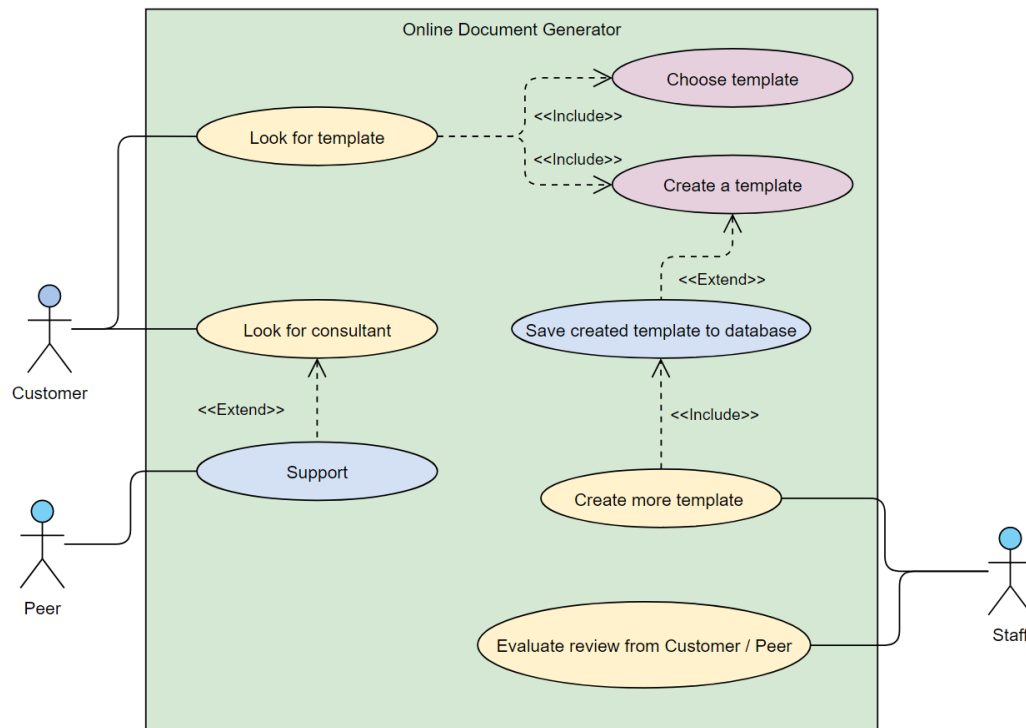 Online Document Generator
Choose template
<<Include>>
Look for template
<<Include>>
Create a template
<<Extend>>
Look for consultant
Save created template to database
Customer
<<Extend>>
<<Include>>
Support
Create more template
Peer
Staff
Evaluate review from Customer / Peer